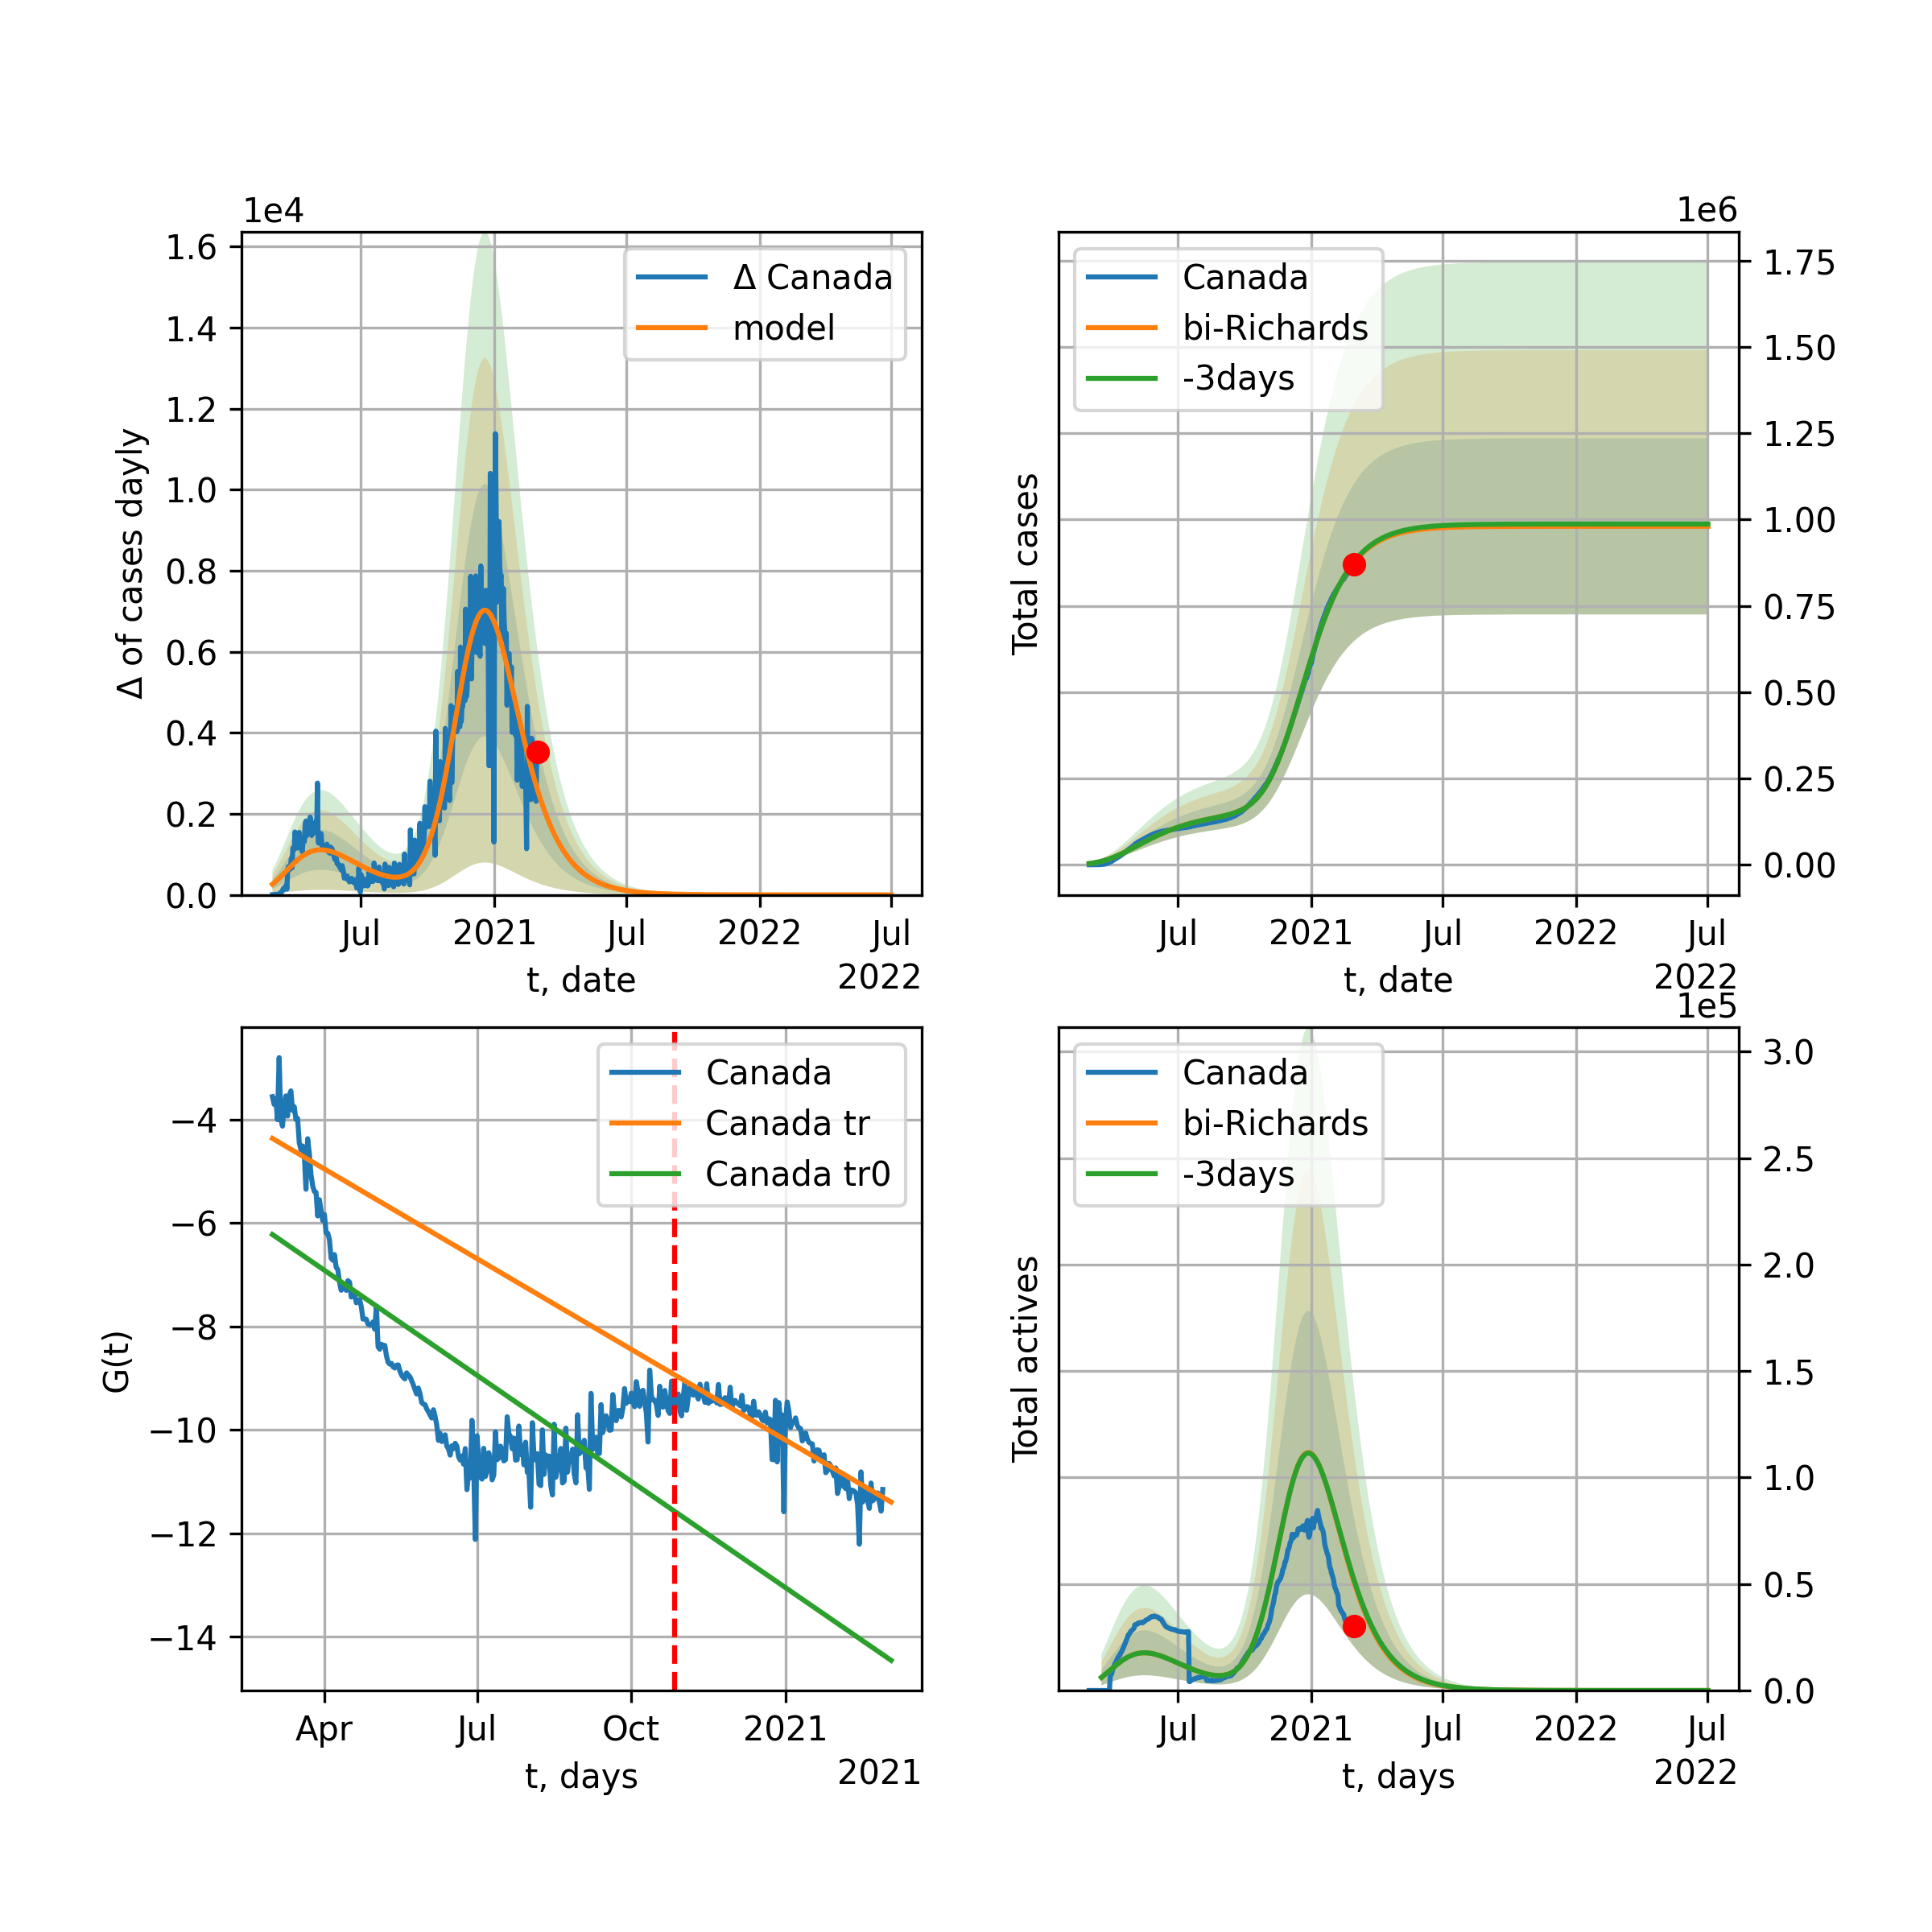 1e4
Δ of cases dayly
1.6
1.4
1.2
1.0
0.8
0.6
0.4
0.2
0.0
Δ Canada
model
Jul
2021
Jul
2022
Jul
t, date
2022
1e6
Total cases
Canada
bi-Richards
-3days
1.75
1.50
1.25
1.00
0.75
0.50
0.25
0.00
Jul
2021
Jul
2022
Jul
t, date
2022
G(t)
−4
−6
−8
−10
−12
−14
Canada
Canada tr
Canada tr0
Apr
Jul
Oct
2021
t, days
2021
1e5
Total actives
Canada
bi-Richards
-3days
3.0
2.5
2.0
1.5
1.0
0.5
0.0
Jul
2021
Jul
2022
Jul
t, days
2022